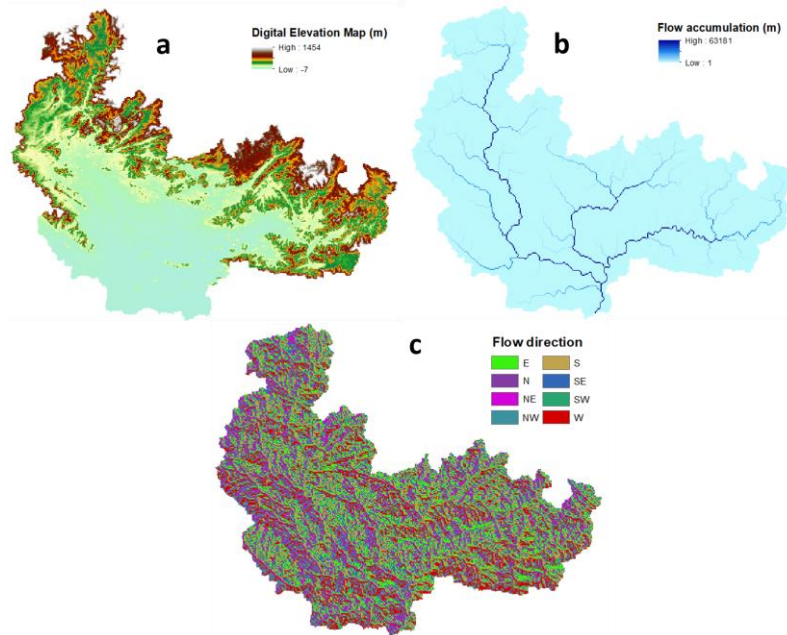 a
Digital Elevation Map (m)
High : 1454
Low : -7
b
Flow accumulation (m)
High : 63181
Low : 1
c
Flow direction
E S
N SE
NE SW
NW W